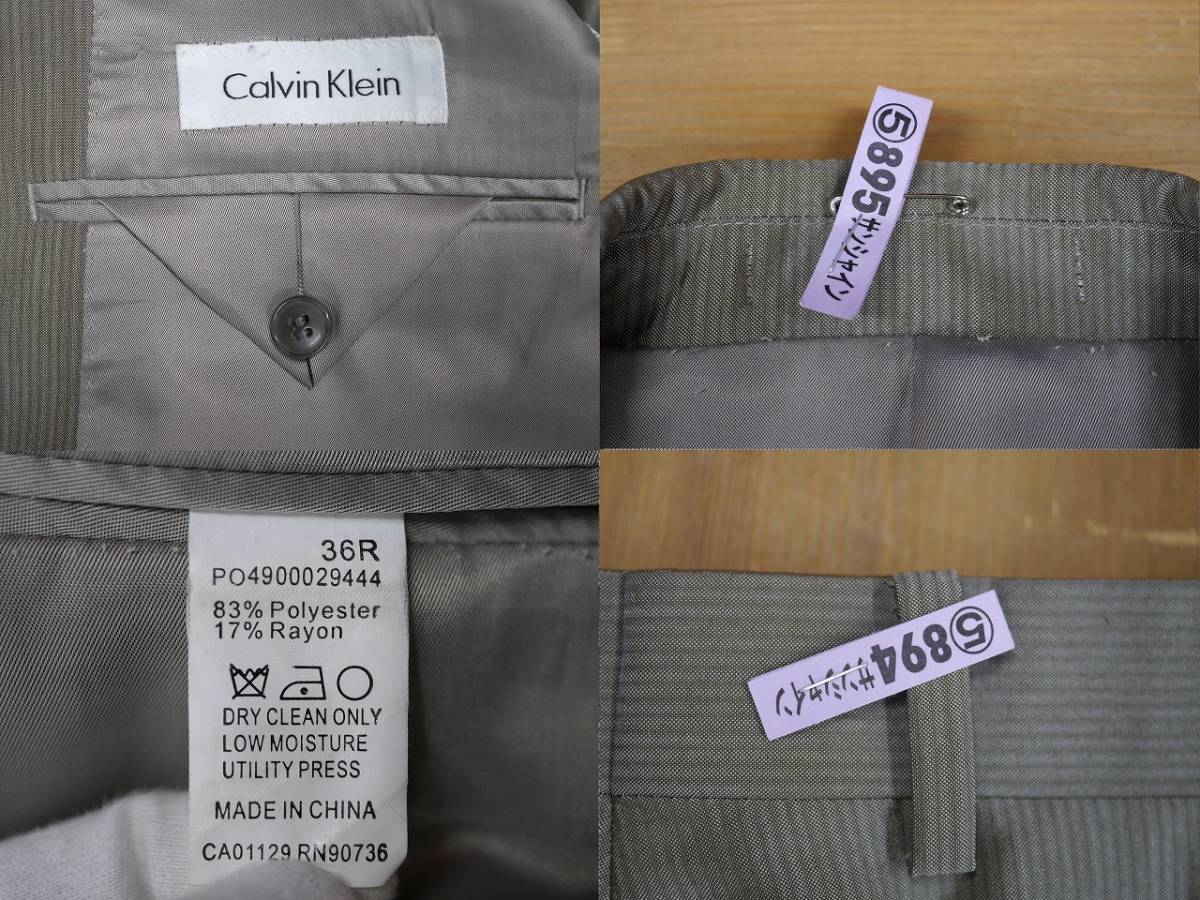 Calvin Klein
⑤895サンシャイン
36R
PO4900029444
83% Polyester
17% Rayon
DRY CLEAN ONLY
LOW MOISTURE
UTILITY PRESS
MADE IN CHINA
CA01129 RN90736
⑤894サンシャイン